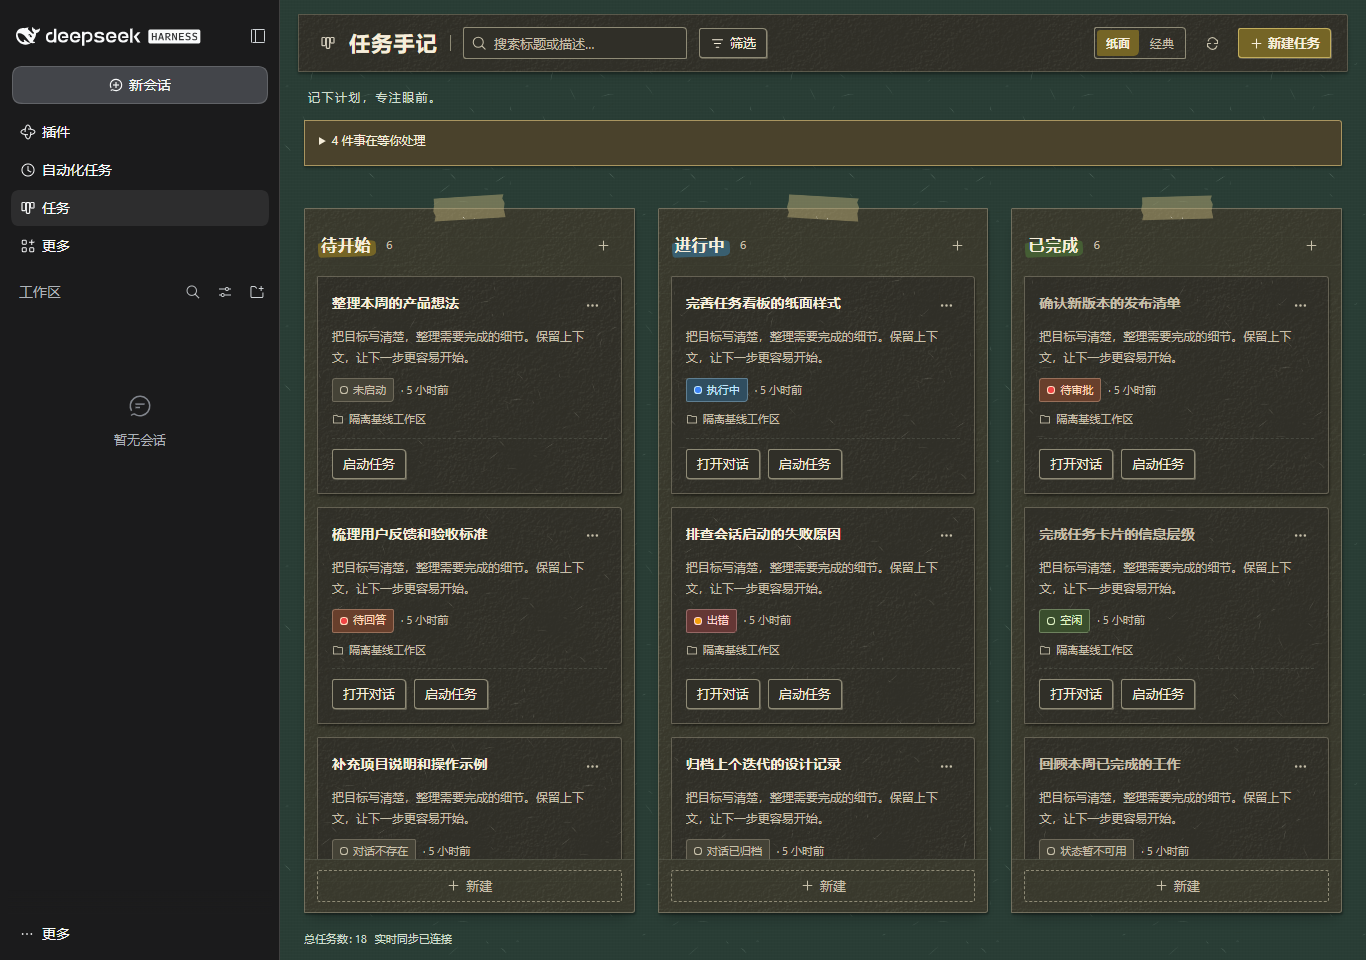 deepseek HARNESS
新会话
插件
自动化任务
任务
更多
工作区
暂无会话
更多
任务手记
搜索标题或描述...
筛选
纸面
经典
新建任务
记下计划，专注眼前。
4 件事在等你处理
待开始 6
整理本周的产品想法
把目标写清楚，整理需要完成的细节。保留上下
文，让下一步更容易开始。
未启动 · 5 小时前
隔离基线工作区
启动任务
梳理用户反馈和验收标准
把目标写清楚，整理需要完成的细节。保留上下
文，让下一步更容易开始。
待回答 · 5 小时前
隔离基线工作区
打开对话 启动任务
补充项目说明和操作示例
把目标写清楚，整理需要完成的细节。保留上下
文，让下一步更容易开始。
对话不存在 · 5 小时前
新建
进行中 6
完善任务看板的纸面样式
把目标写清楚，整理需要完成的细节。保留上下
文，让下一步更容易开始。
执行中 · 5 小时前
隔离基线工作区
打开对话 启动任务
排查会话启动的失败原因
把目标写清楚，整理需要完成的细节。保留上下
文，让下一步更容易开始。
出错 · 5 小时前
隔离基线工作区
打开对话 启动任务
归档上个迭代的设计记录
把目标写清楚，整理需要完成的细节。保留上下
文，让下一步更容易开始。
对话已归档 · 5 小时前
新建
已完成 6
确认新版本的发布清单
把目标写清楚，整理需要完成的细节。保留上下
文，让下一步更容易开始。
待审批 · 5 小时前
隔离基线工作区
打开对话 启动任务
完成任务卡片的信息层级
把目标写清楚，整理需要完成的细节。保留上下
文，让下一步更容易开始。
空闲 · 5 小时前
隔离基线工作区
打开对话 启动任务
回顾本周已完成的工作
把目标写清楚，整理需要完成的细节。保留上下
文，让下一步更容易开始。
状态暂不可用 · 5 小时前
新建
总任务数: 18 实时同步已连接